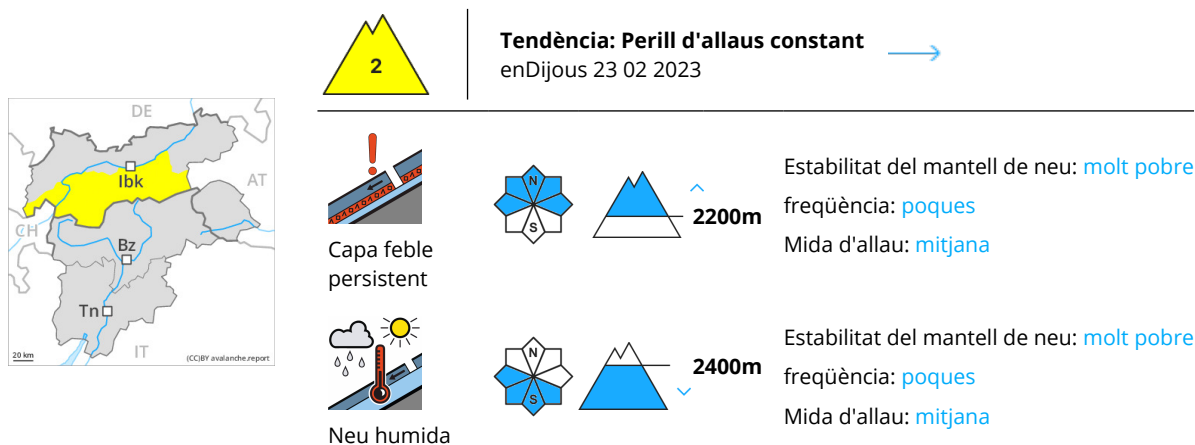 2
Tendència: Perill d'allaus constant
enDijous 23 02 2023
DE
AT
CH
IT
Ibk
Bz
Tn
20 km
(CC)BY avalanche.report
Capa feble
persistent
N
S
2200m
Estabilitat del mantell de neu: molt pobre
freqüència: poques
Mida d'allau: mitjana
Neu humida
N
S
2400m
Estabilitat del mantell de neu: molt pobre
freqüència: poques
Mida d'allau: mitjana